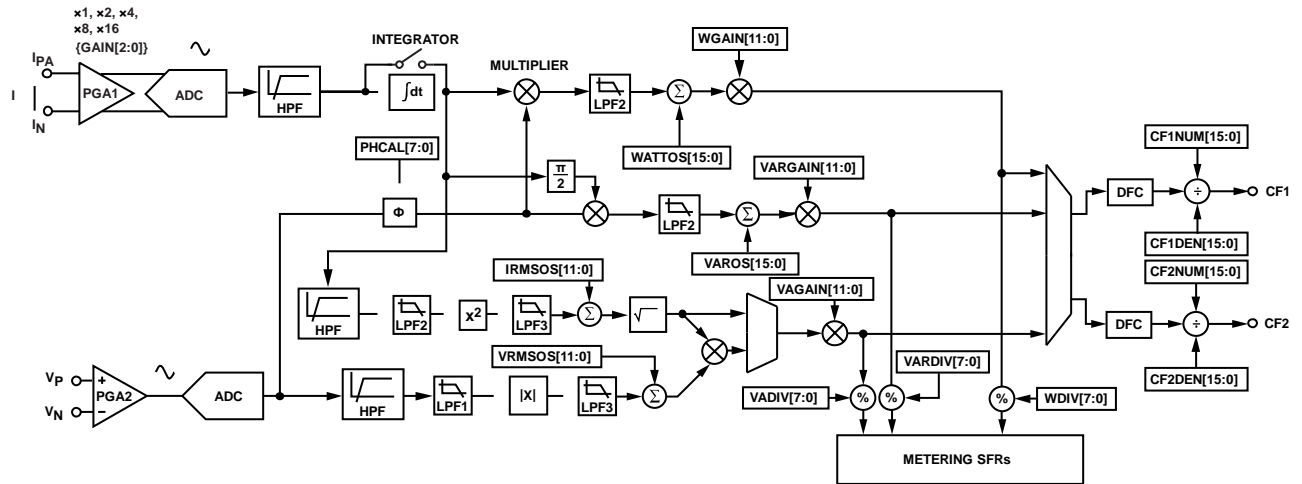 ×1, ×2, ×4,
×8, ×16
{GAIN[2:0]}
INTEGRATOR
WGAIN[11:0]
MULTIPLIER
IPA
I
PGA1
IN
ADC
HPF
∫dt
LPF2
Σ
PHCAL[7:0]
WATTOS[15:0]
VARGAIN[11:0]
CF1NUM[15:0]
π
2
DFC
÷
CF1
Φ
LPF2
Σ
CF1DEN[15:0]
VAROS[15:0]
CF2NUM[15:0]
IRMSOS[11:0]
VAGAIN[11:0]
HPF
LPF2
X2
LPF3
Σ
√
DFC
÷
CF2
VRMSOS[11:0]
VARDIV[7:0]
CF2DEN[15:0]
VP
+
PGA2
VN
−
ADC
HPF
LPF1
|X|
LPF3
Σ
VADIV[7:0]
%
%
%
WDIV[7:0]
METERING SFRs